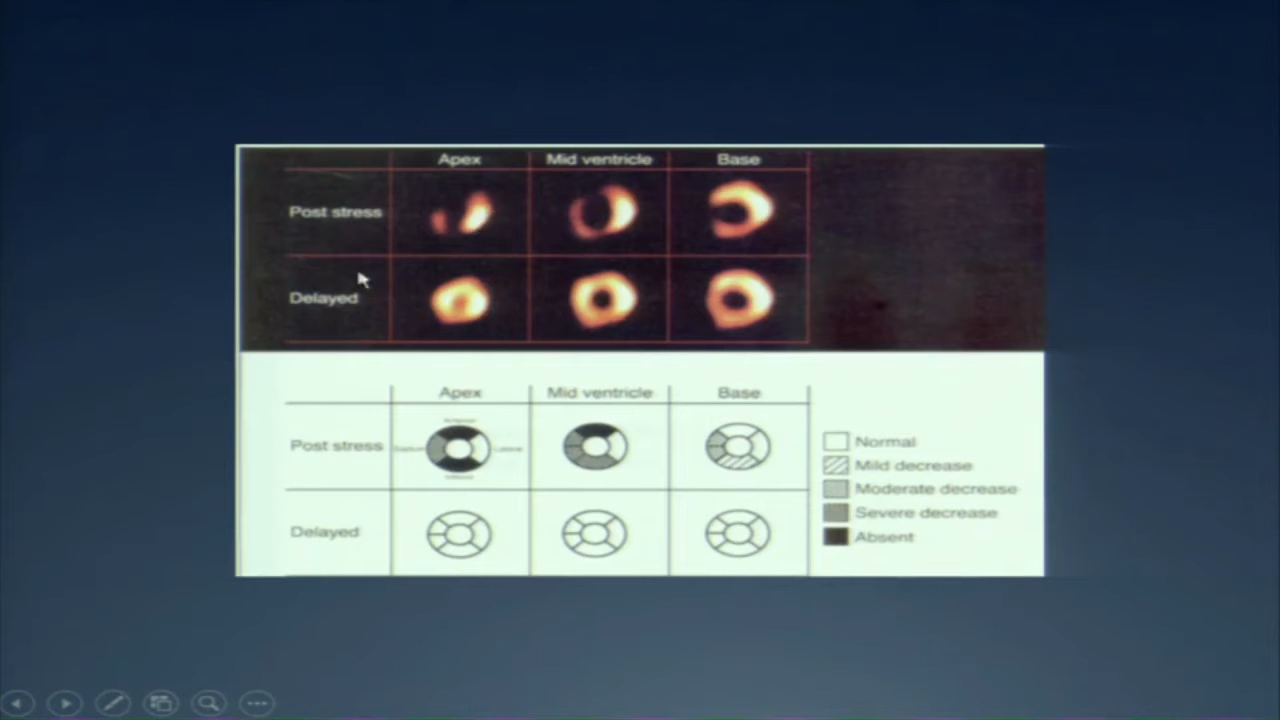 Apex Mid ventricle Base
Post stress
Delayed
Apex Mid ventricle Base
Post stress
Delayed
Normal
Mild decrease
Moderate decrease
Severe decrease
Absent